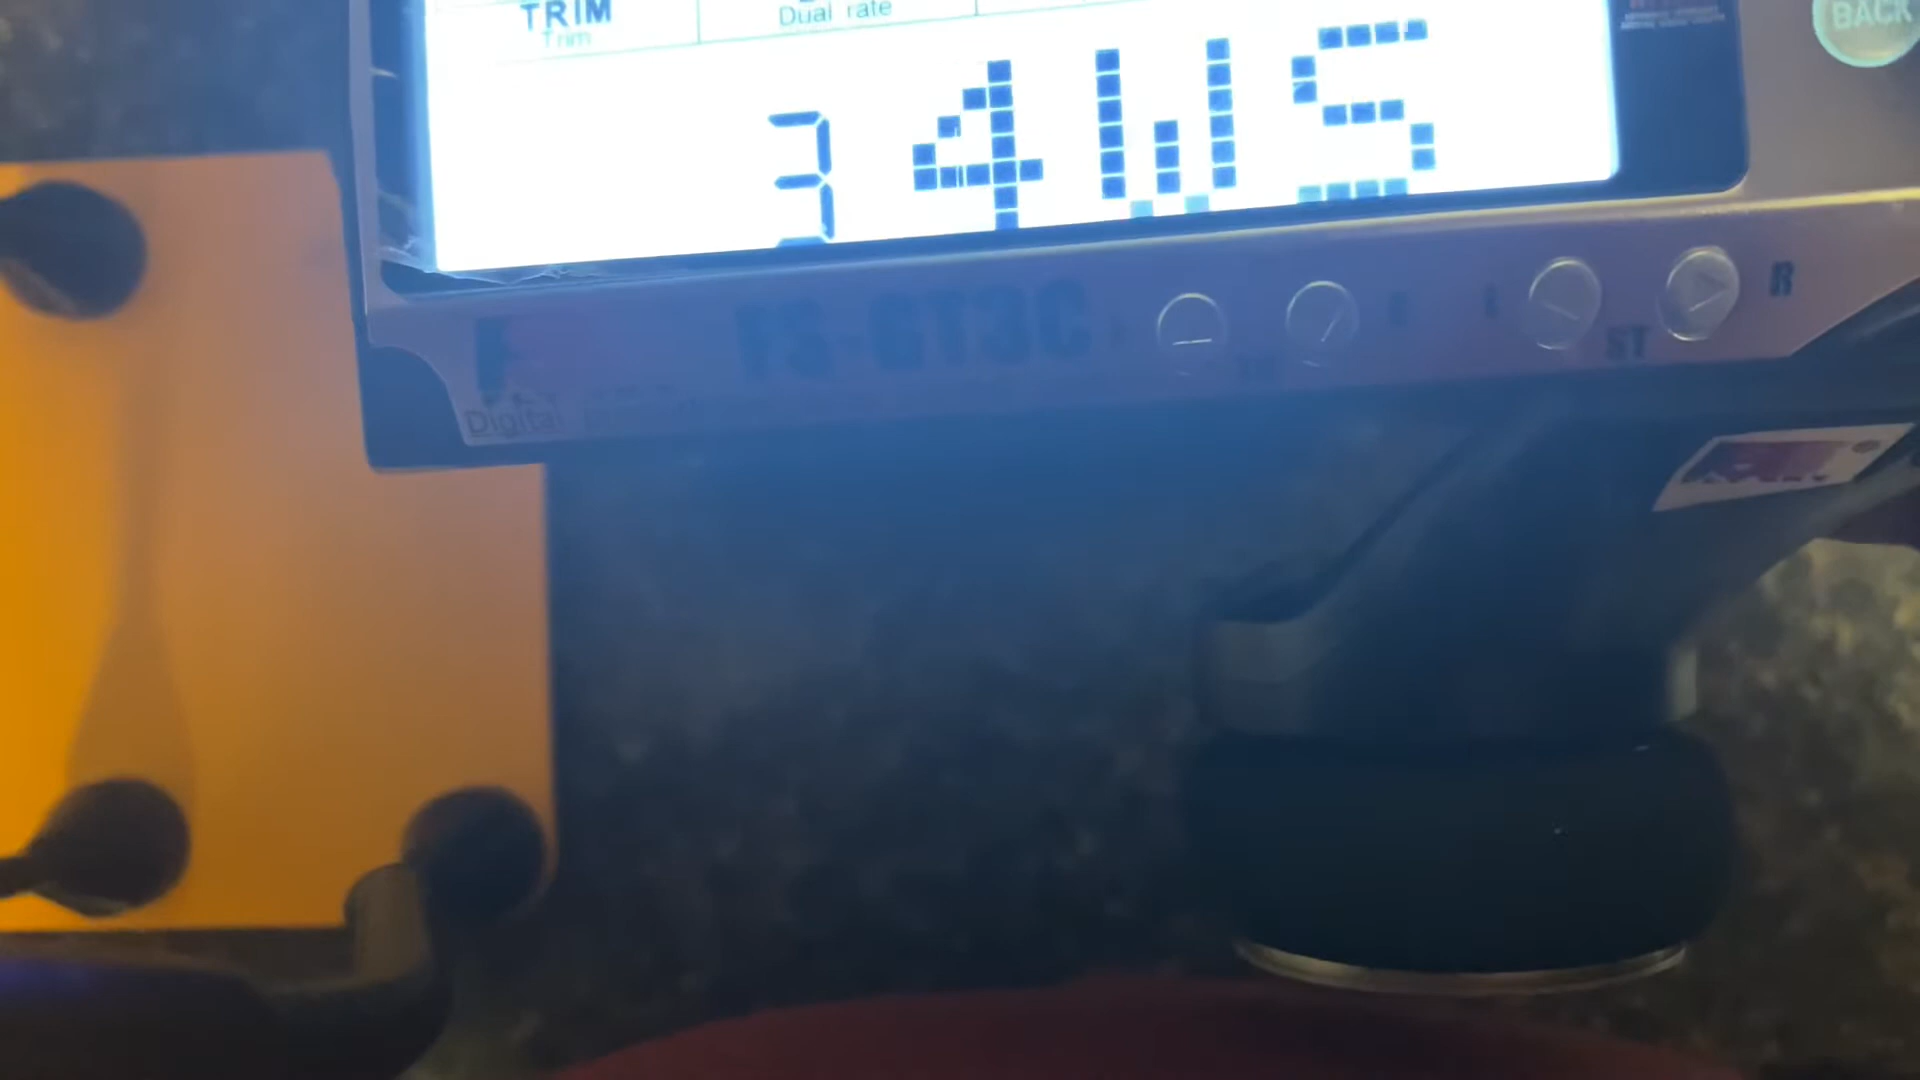 TRIM
Trim
Dual rate
3 4WS
BACK
FS-GT3C
R
ST
Digital